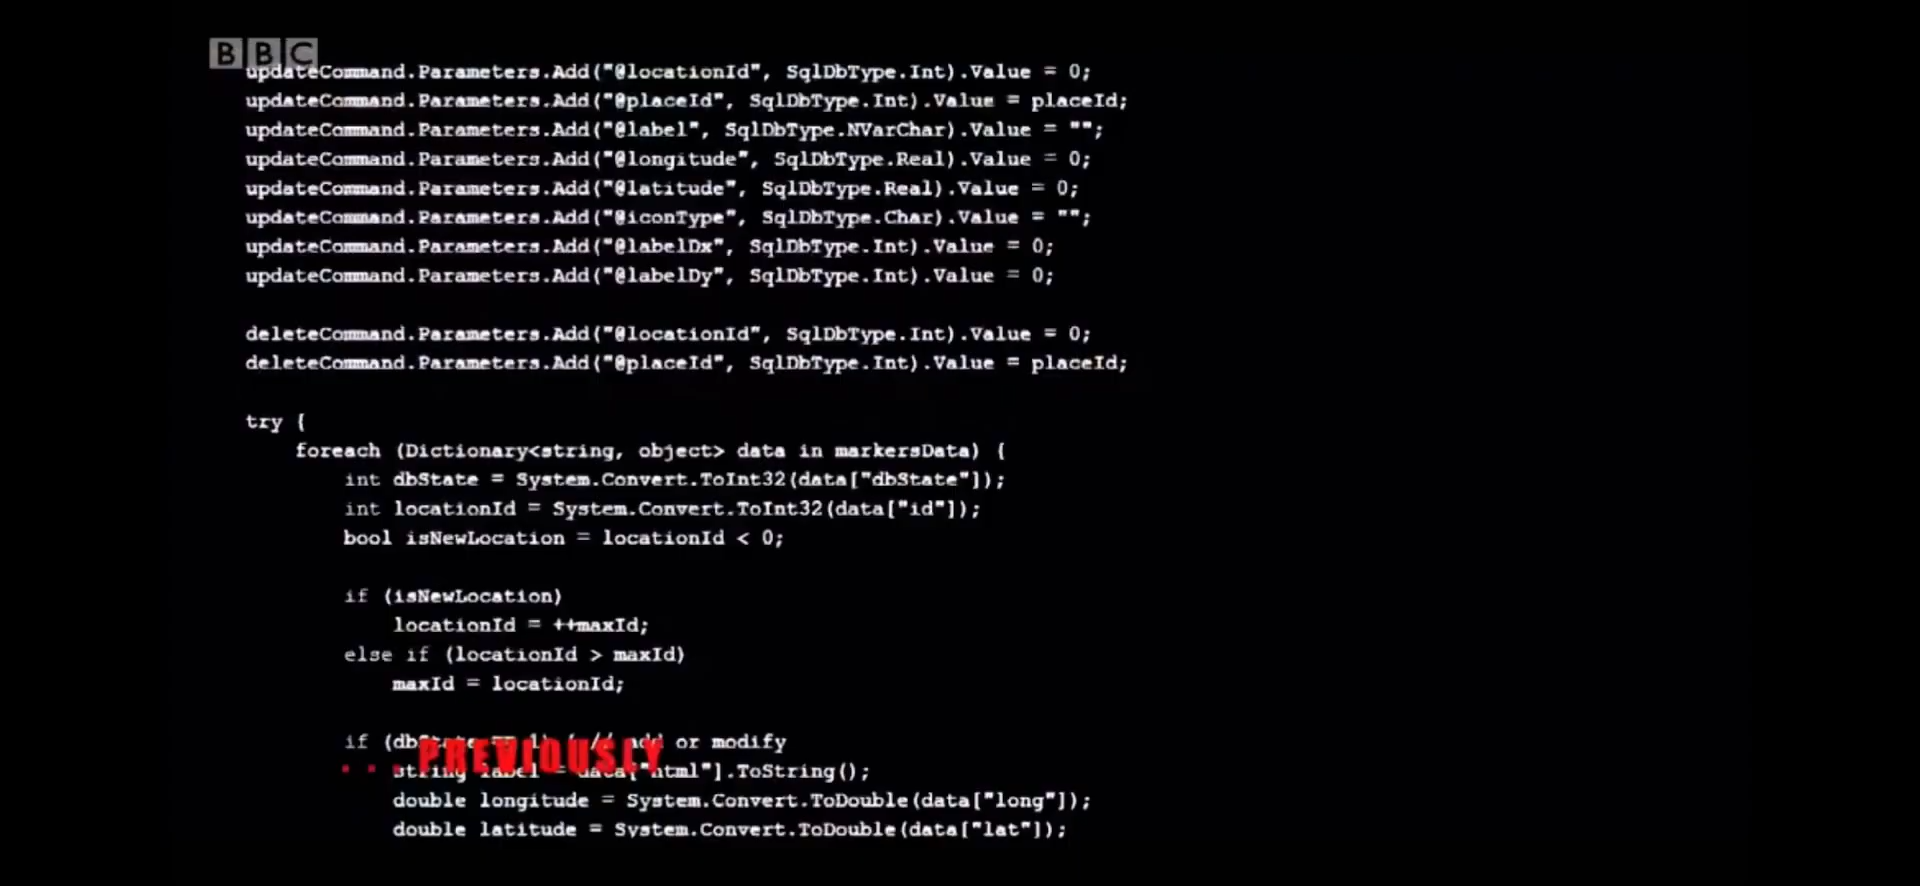 BBC
updateCommand.Parameters.Add("@locationId", SqlDbType.Int).Value = 0;
updateCommand.Parameters.Add("@placeId", SqlDbType.Int).Value = placeId;
updateCommand.Parameters.Add("@label", SqlDbType.NVarChar).Value = "";
updateCommand.Parameters.Add("@longitude", SqlDbType.Real).Value = 0;
updateCommand.Parameters.Add("@latitude", SqlDbType.Real).Value = 0;
updateCommand.Parameters.Add("@iconType", SqlDbType.Char).Value = "";
updateCommand.Parameters.Add("@labelDx", SqlDbType.Int).Value = 0;
updateCommand.Parameters.Add("@labelDy", SqlDbType.Int).Value = 0;
deleteCommand.Parameters.Add("@locationId", SqlDbType.Int).Value = 0;
deleteCommand.Parameters.Add("@placeId", SqlDbType.Int).Value = placeId;
try {
foreach (Dictionary<string, object> data in markersData) {
int dbState = System.Convert.ToInt32(data["dbState"]);
int locationId = System.Convert.ToInt32(data["id"]);
bool isNewLocation = locationId < 0;
if (isNewLocation)
locationId = ++maxId;
else if (locationId > maxId)
maxId = locationId;
if (dbState == 1) { // add or modify
...PREVIOUSLY
string label = data["html"].ToString();
double longitude = System.Convert.ToDouble(data["long"]);
double latitude = System.Convert.ToDouble(data["lat"]);